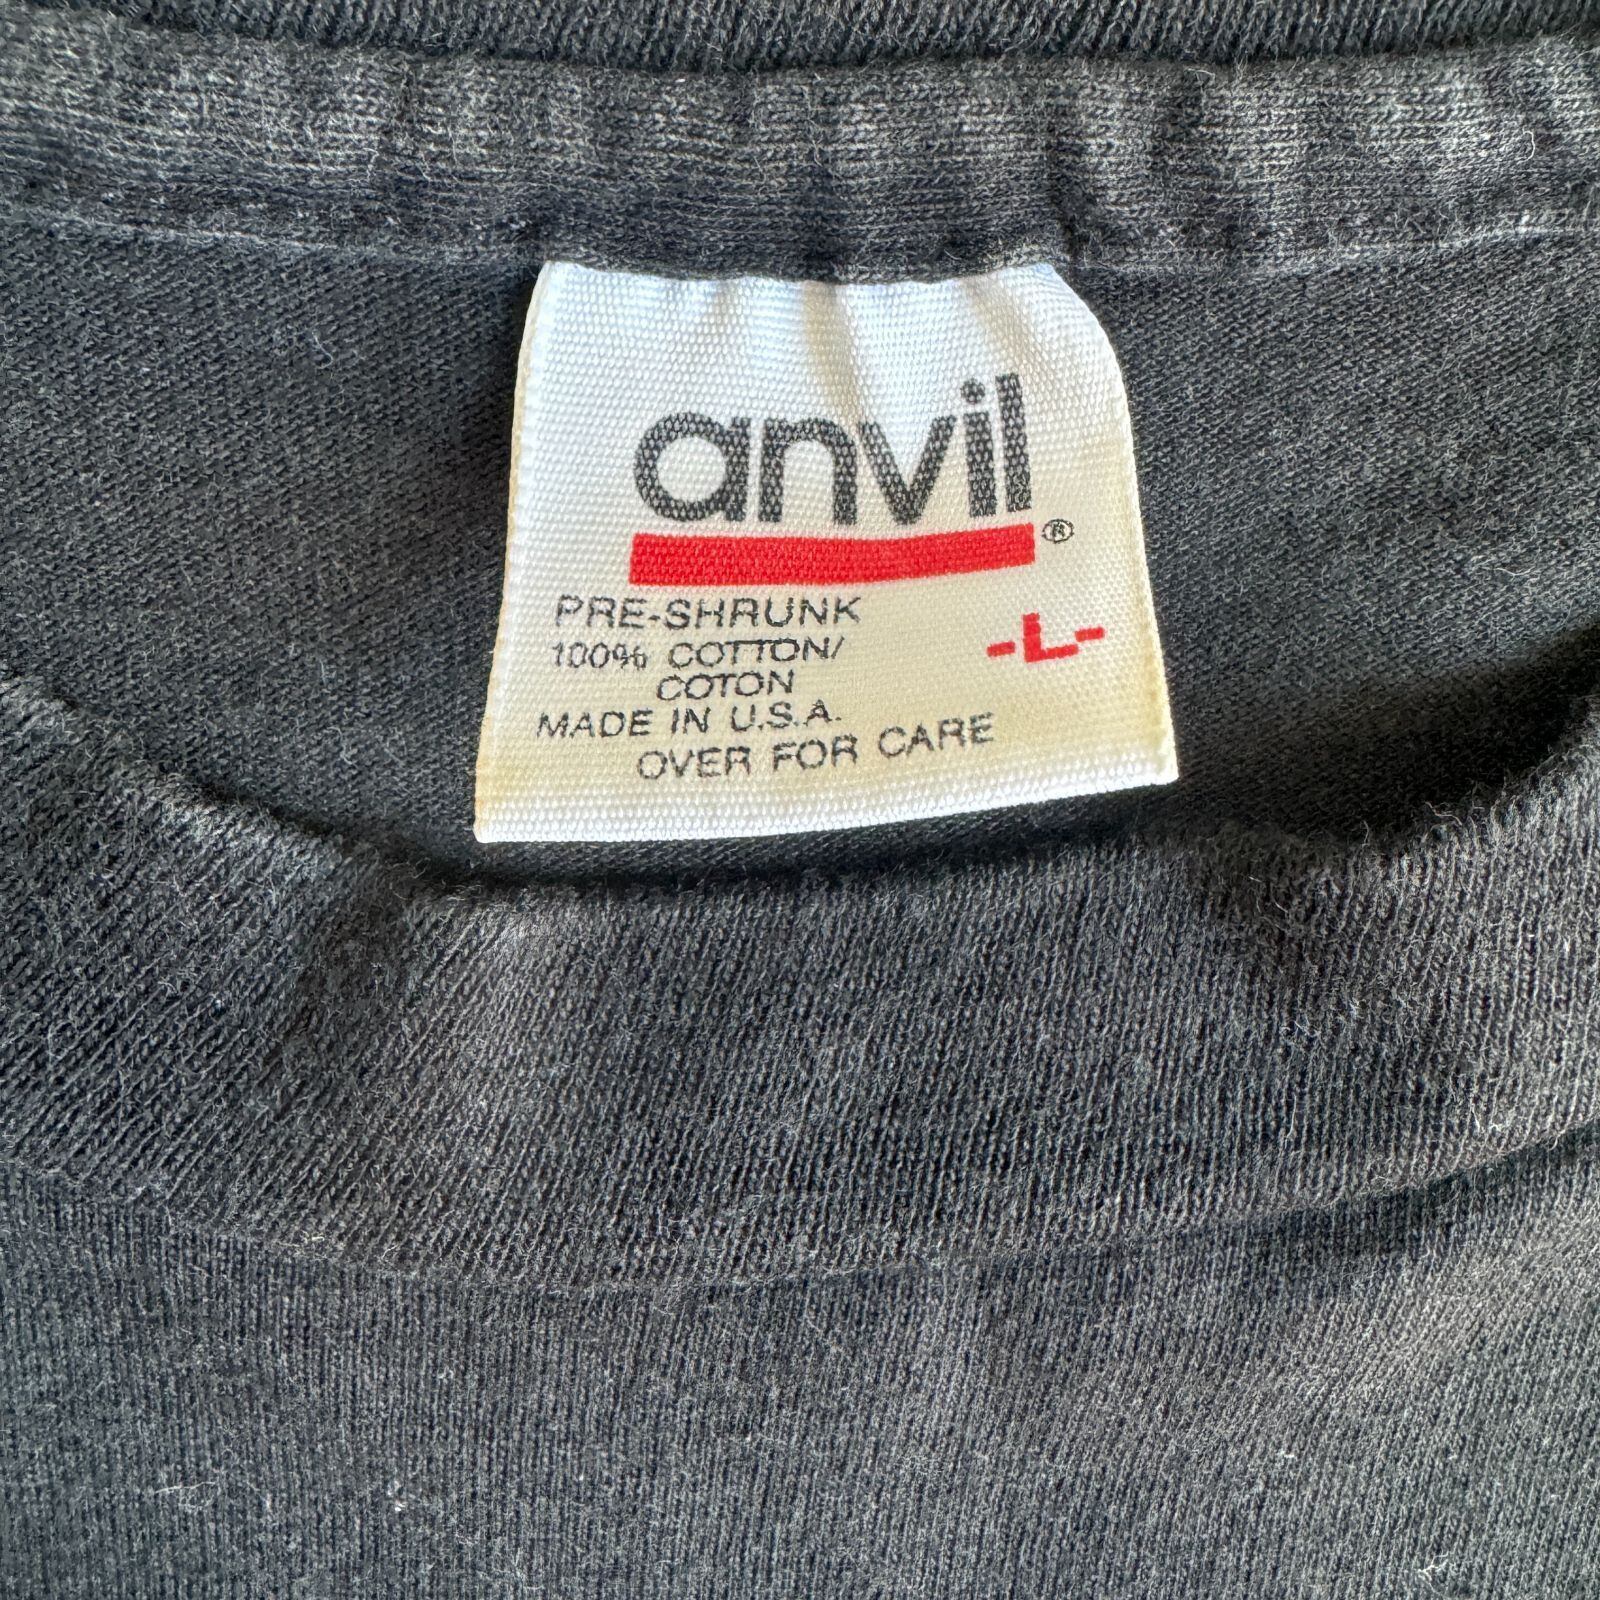 anvil®
PRE-SHRUNK
100% COTTON/
-L-
COTON
MADE IN U.S.A.
OVER FOR CARE